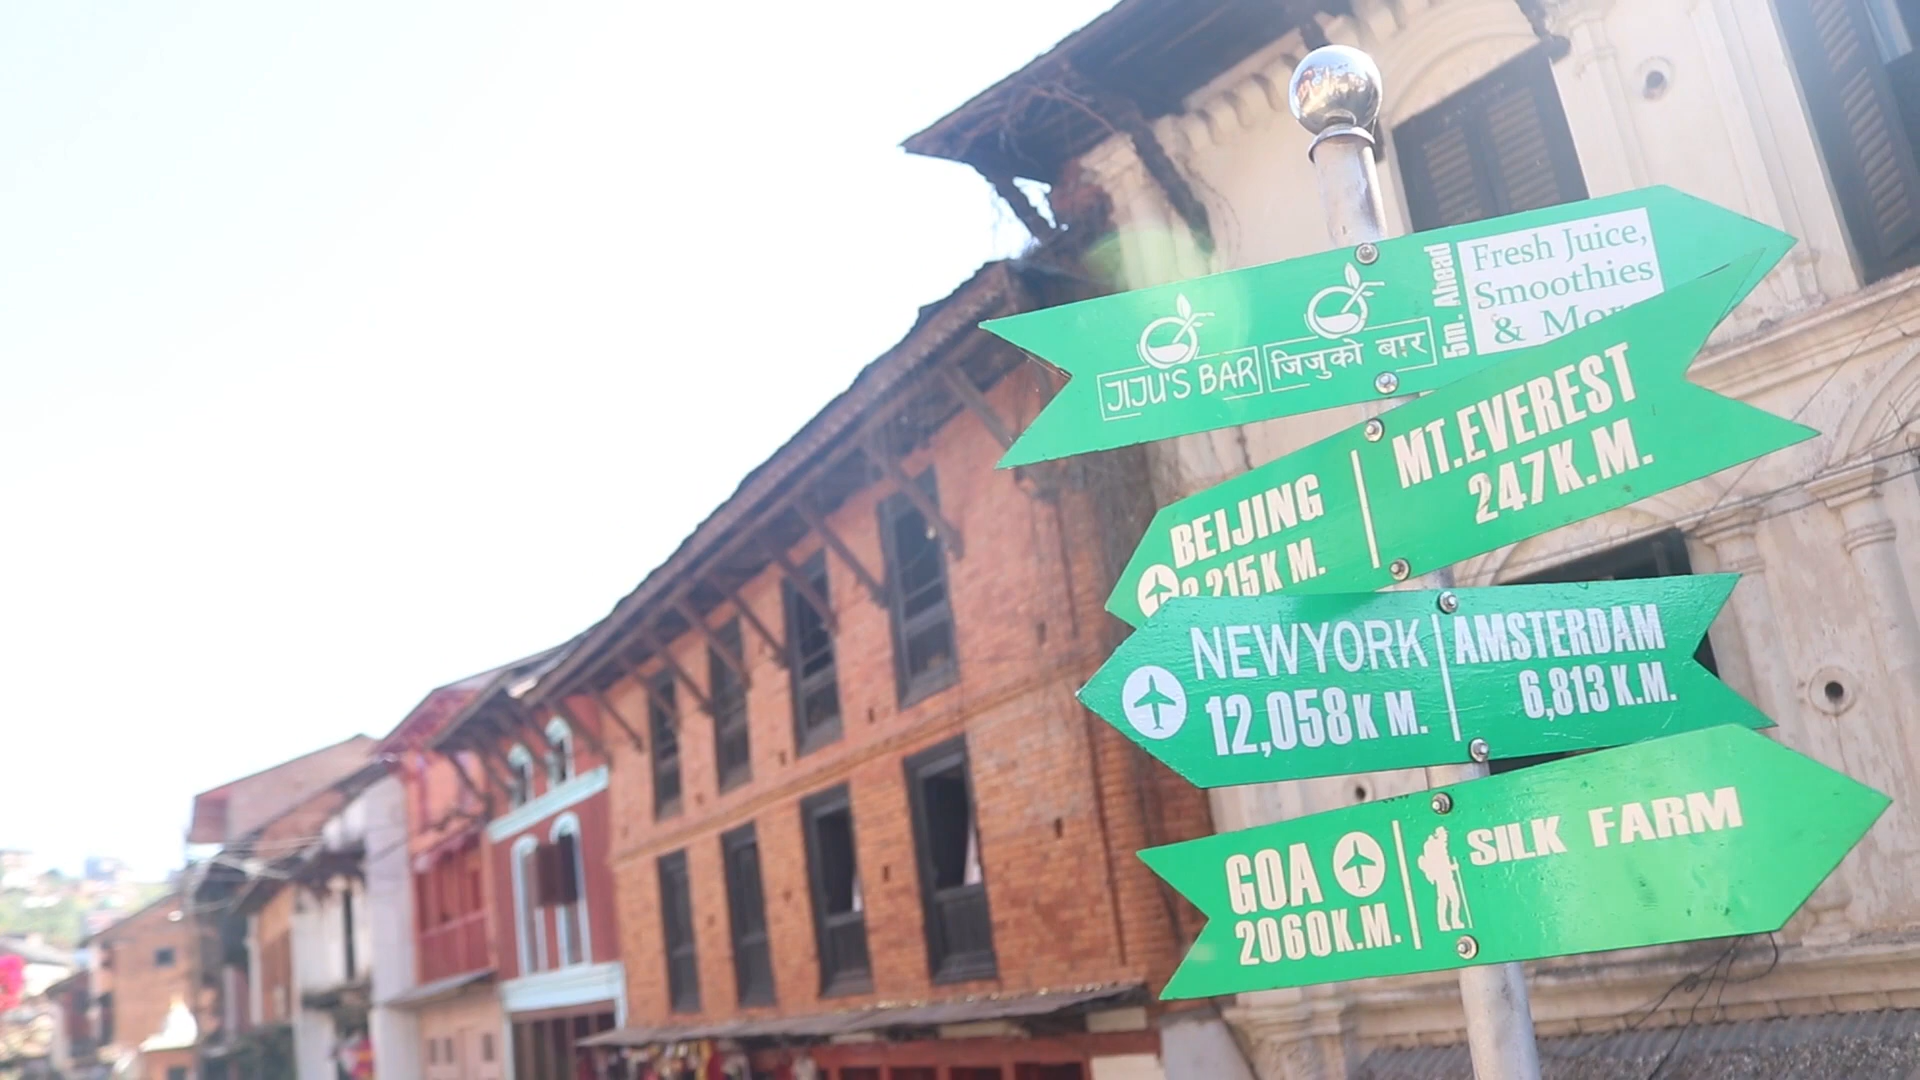 JIJU'S BAR
जिजुको बार
5m. Ahead
Fresh Juice,
Smoothies
&
MT.EVEREST
247K.M.
BEIJING
K M.
NEWYORK
12,058K M.
AMSTERDAM
6,813 K.M.
GOA
2060K.M.
SILK FARM